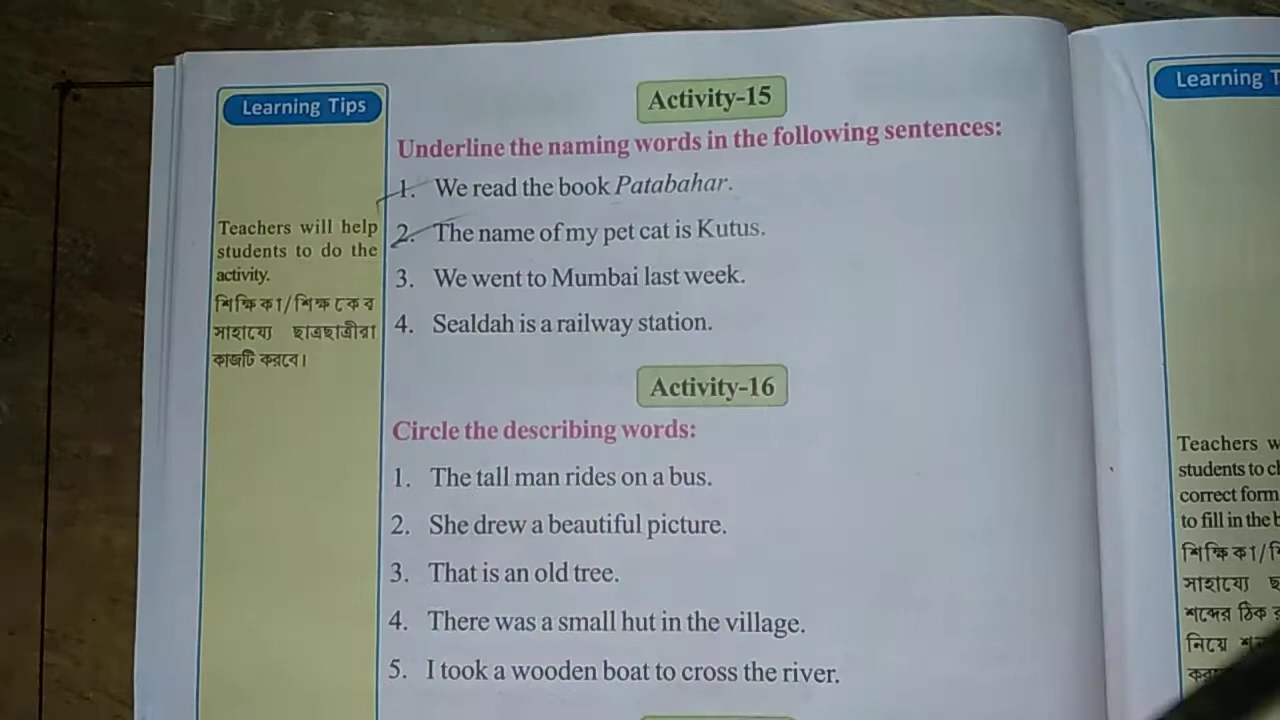 Learning Tips
Teachers will help
students to do the
activity.
শিক্ষিকা/শিক্ষকের
সাহায্যে ছাত্রছাত্রীরা
কাজটি করবে।
Activity-15
Underline the naming words in the following sentences:
1. We read the book Patabahar.
2. The name of my pet cat is Kutus.
3. We went to Mumbai last week.
4. Sealdah is a railway station.
Activity-16
Circle the describing words:
1. The tall man rides on a bus.
2. She drew a beautiful picture.
3. That is an old tree.
4. There was a small hut in the village.
5. I took a wooden boat to cross the river.
Learning T
Teachers w
students to
correct form
to fill in the
সাহায্যে
শব্দের ঠিক
নিয়ে